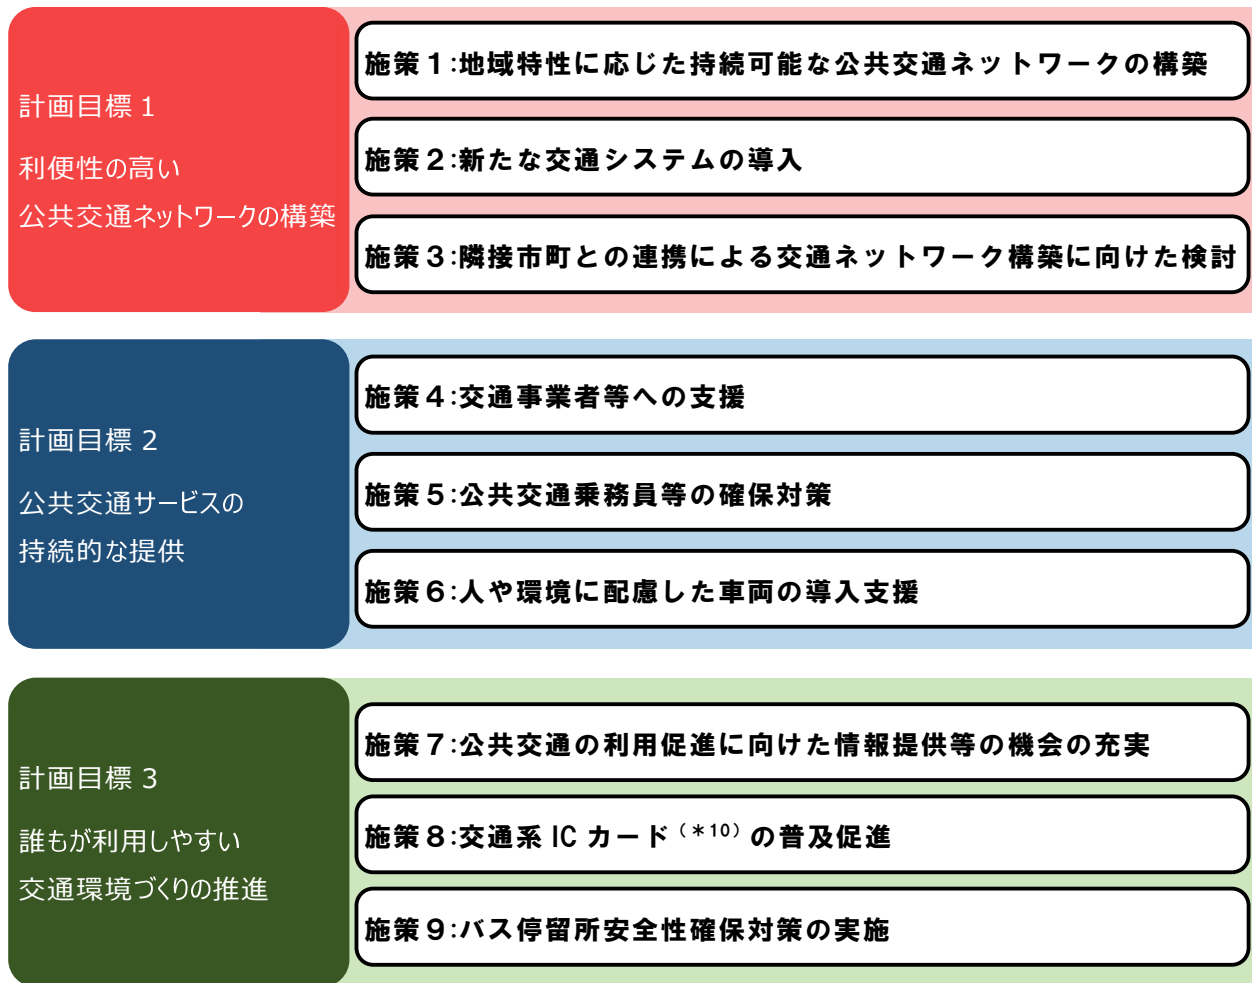 計画目標 1
利便性の高い
公共交通ネットワークの構築
施策１:地域特性に応じた持続可能な公共交通ネットワークの構築
施策２:新たな交通システムの導入
施策３:隣接市町との連携による交通ネットワーク構築に向けた検討
計画目標 2
公共交通サービスの
持続的な提供
施策４:交通事業者等への支援
施策５:公共交通乗務員等の確保対策
施策６:人や環境に配慮した車両の導入支援
計画目標 3
誰もが利用しやすい
交通環境づくりの推進
施策７:公共交通の利用促進に向けた情報提供等の機会の充実
施策８:交通系 IC カード（＊10）の普及促進
施策９:バス停留所安全性確保対策の実施